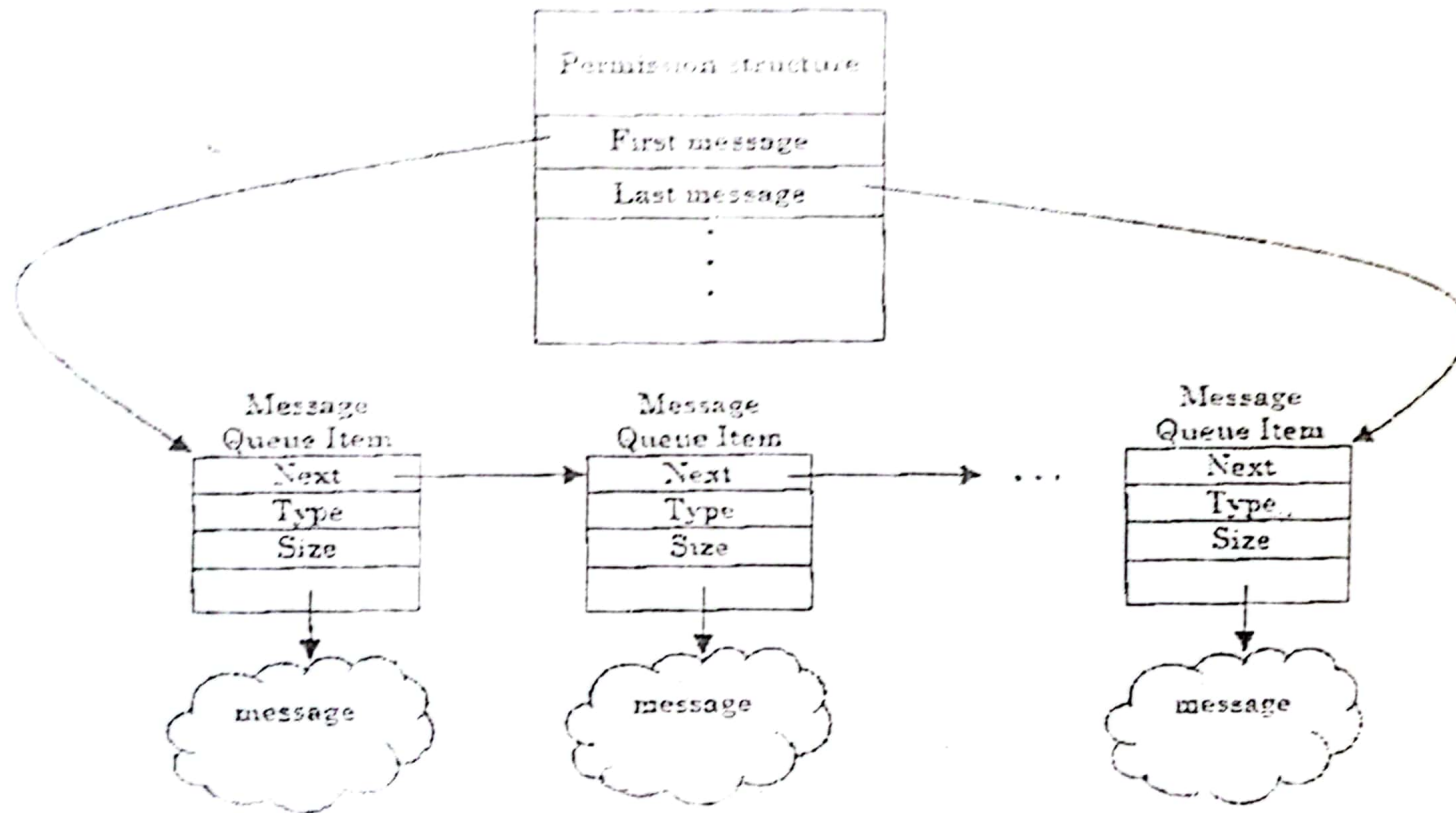 Permission structure
First message
Last message
Message
Queue Item
Next
Type
Size
message
Message
Queue Item
Next
Type
Size
message
...
Message
Queue Item
Next
Type
Size
message